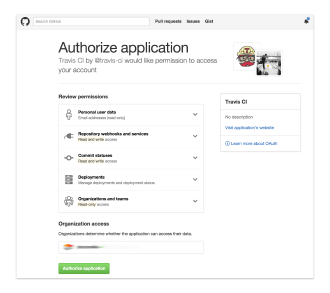 Search GitHub
Pull requests Issues Gist
Authorize application
Travis CI by @travis-ci would like permission to access
your account
Review permissions
Personal user data
Email addresses (read-only)
Repository webhooks and services
Read and write access
Commit statuses
Read and write access
Deployments
Manage deployments and deployment status
Organizations and teams
Read-only access
Travis CI
No description
Visit application's website
Learn more about OAuth
Organization access
Organizations determine whether the application can access their data.
Authorize application